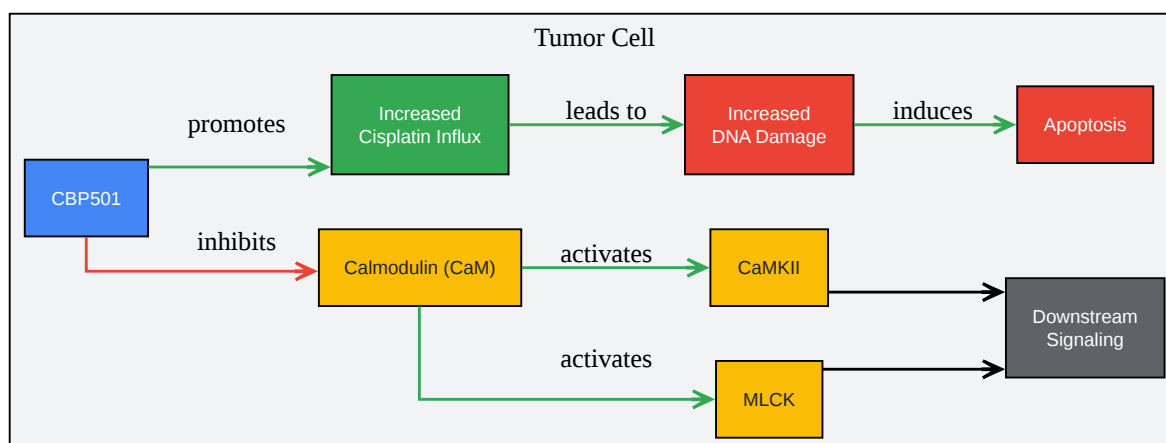 Tumor Cell
promotes
Increased
Cisplatin Influx
leads to
Increased
DNA Damage
induces
Apoptosis
CBP501
inhibits
Calmodulin (CaM)
activates
CaMKII
Downstream
Signaling
activates
MLCK